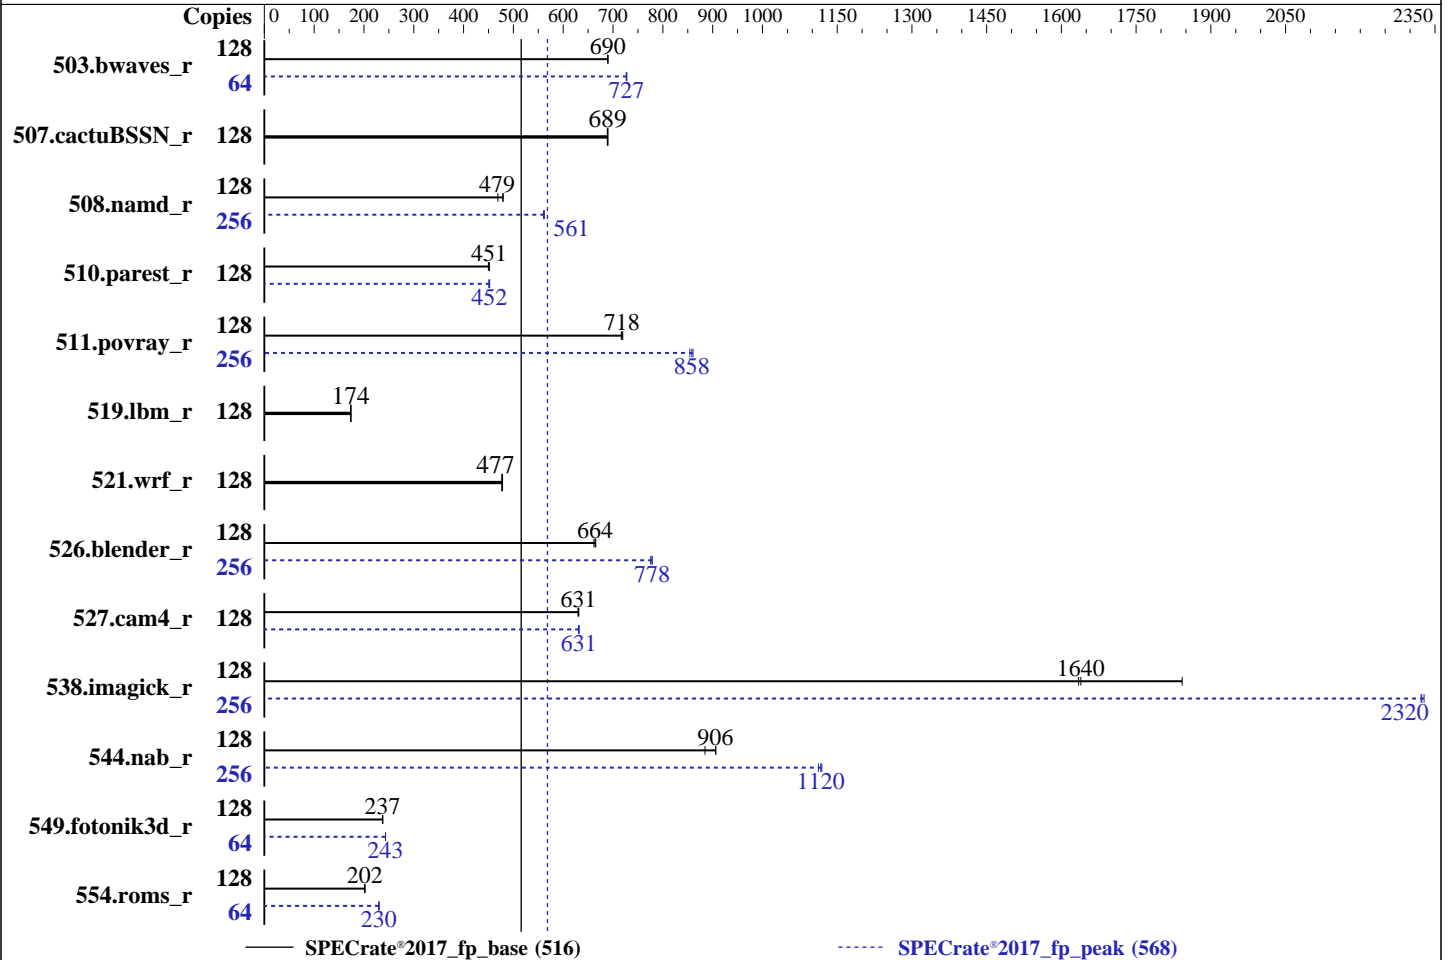 Copies 0 100 200 300 400 500 600 700 800 900 1000 1150 1300 1450 1600 1750 1900 2050 2350
503.bwaves_r 128 690
64 727
507.cactuBSSN_r 128 689
508.namd_r 128 479
256 561
510.parest_r 128 451
452
511.povray_r 128 718
256 858
519.lbm_r 128 174
521.wrf_r 128 477
526.blender_r 128 664
256 778
527.cam4_r 128 631
631
538.imagick_r 128 1640
256 2320
544.nab_r 128 906
256 1120
549.fotonik3d_r 128 237
64 243
554.roms_r 128 202
64 230
SPECrate®2017_fp_base (516) SPECrate®2017_fp_peak (568)